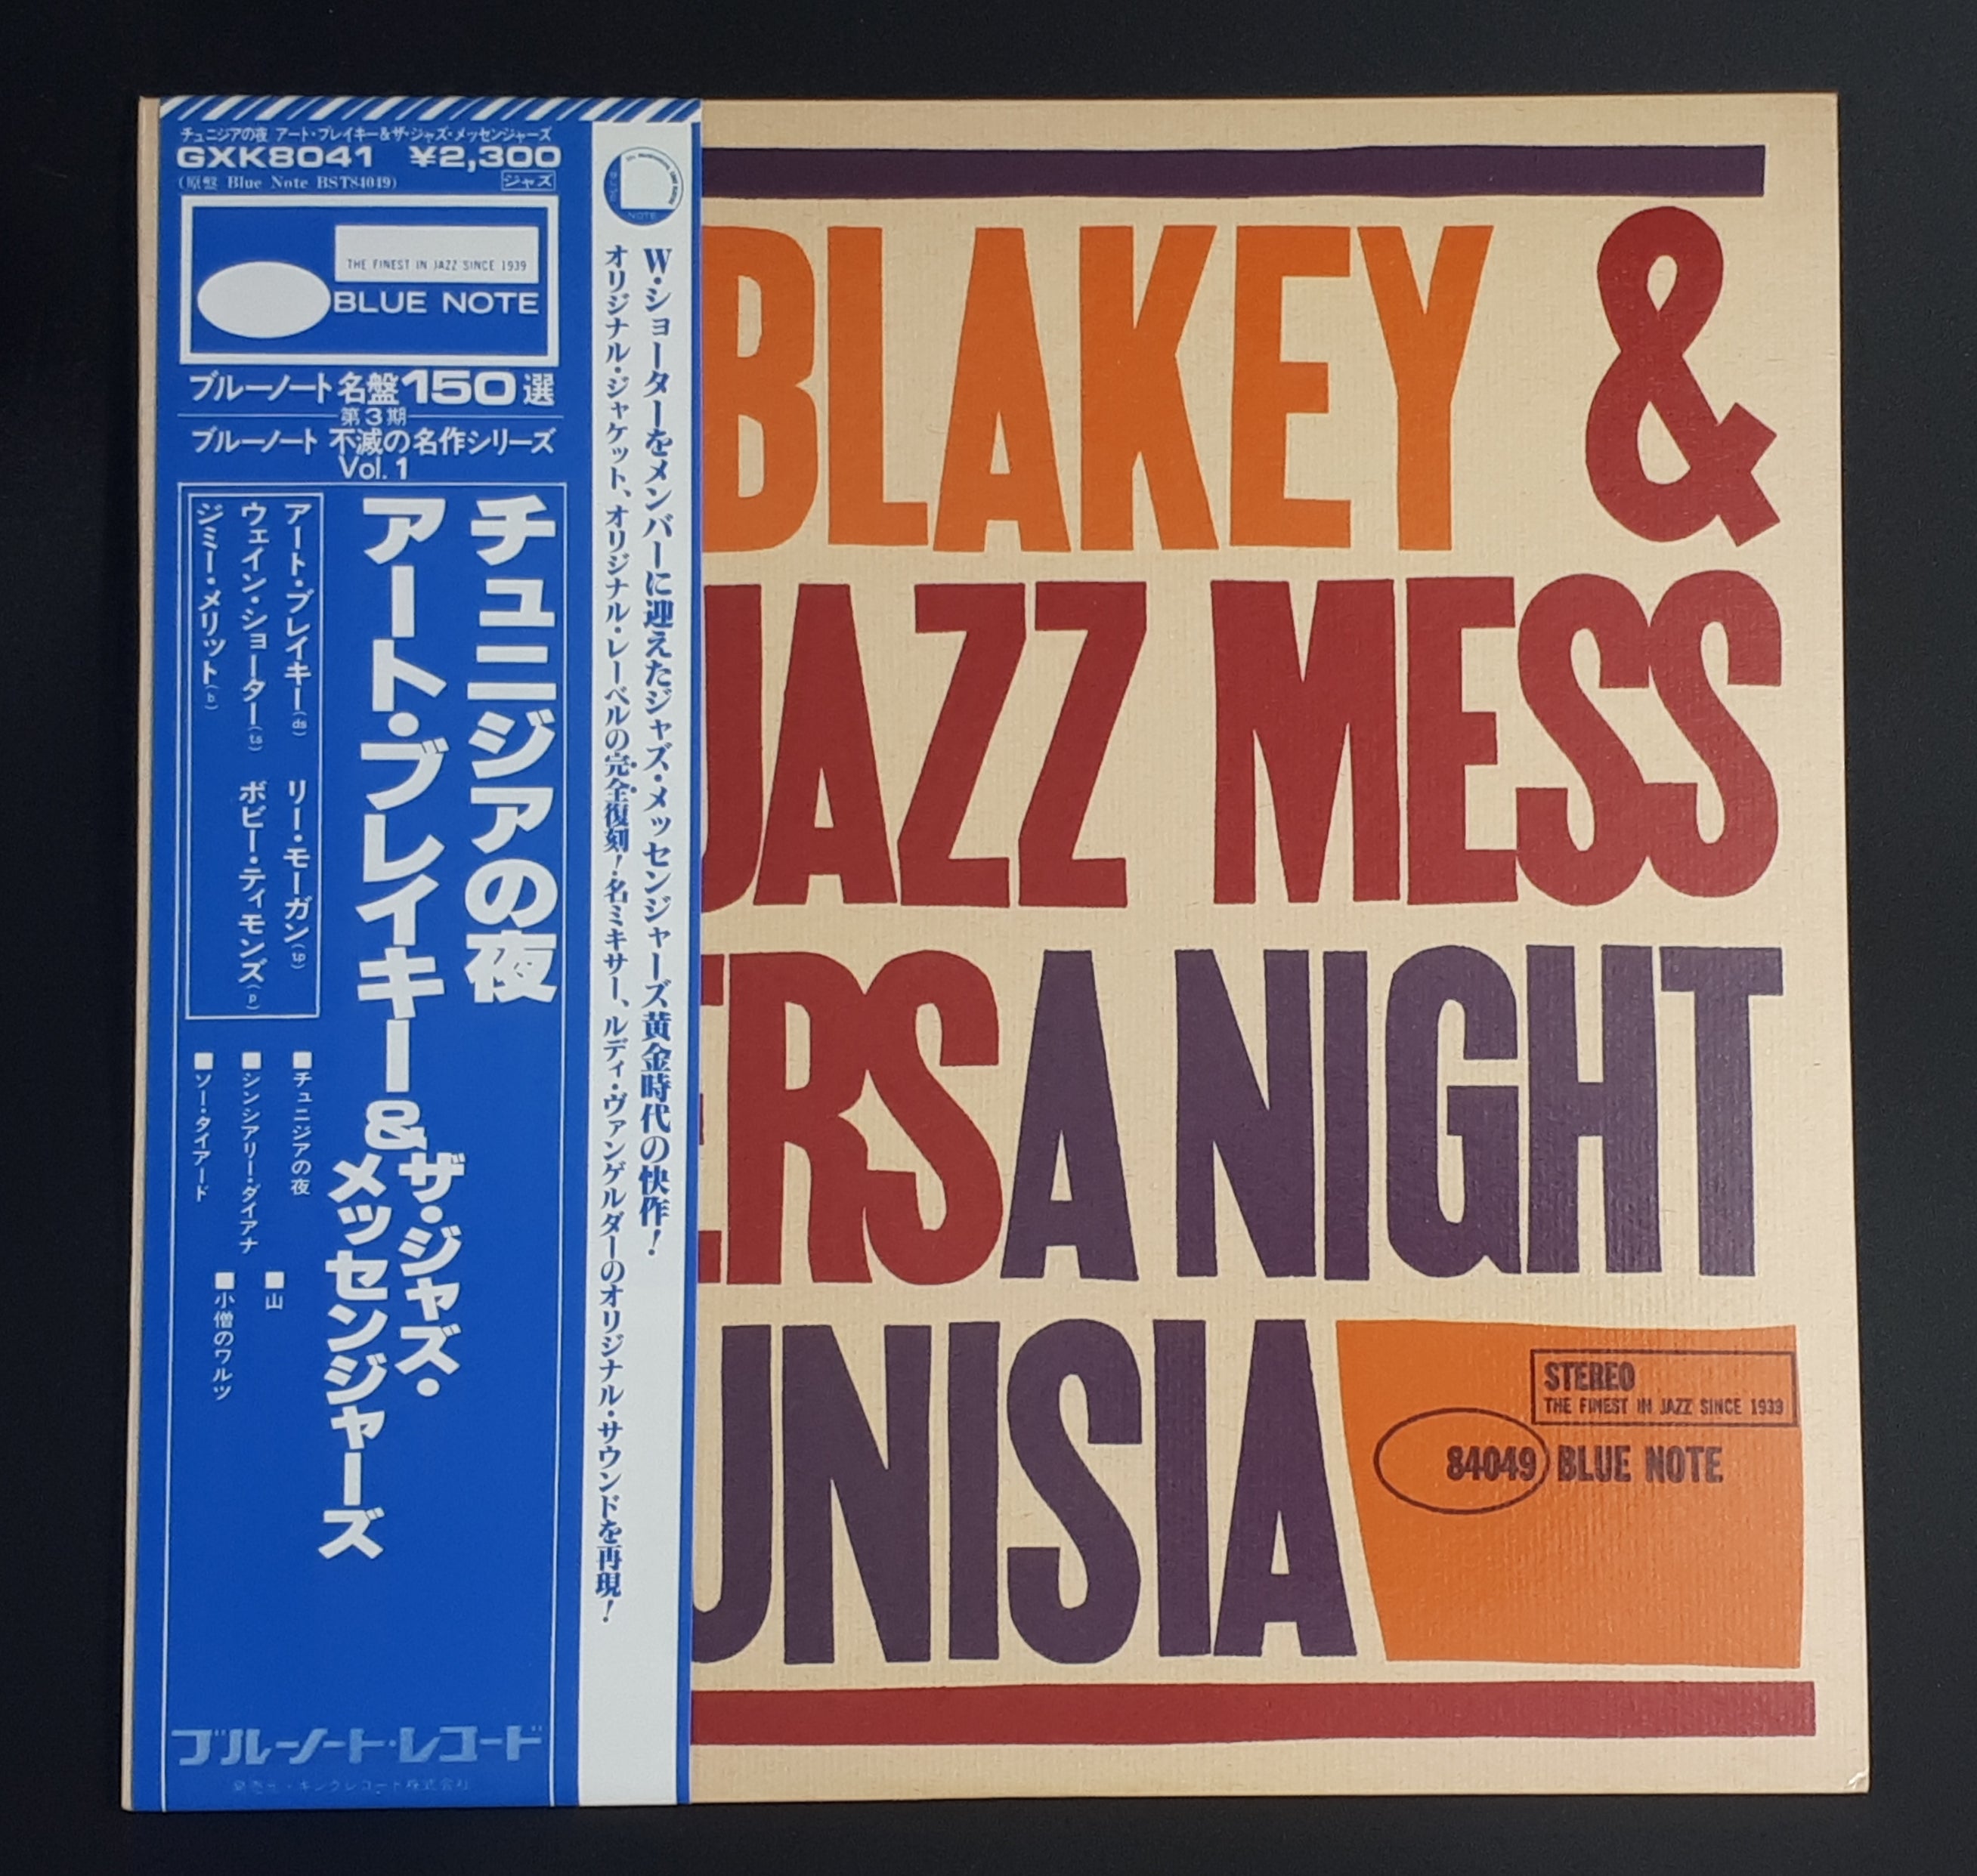 チュニジアの夜 アート・ブレイキー&ザ・ジャズ・メッセンジャーズ
GXK8041 ¥2,300
(原盤 Blue Note BST84049)
ジャズ
THE FINEST IN JAZZ SINCE 1939
BLUE NOTE
ブルーノート名盤150選
第3期
ブルーノート 不滅の名作シリーズ
Vol.1
チュニジアの夜
アート・ブレイキー&ザ・ジャズ・メッセンジャーズ
アート・ブレイキー(ds) リー・モーガン(tp)
ウェイン・ショーター(ts) ボビー・ティモンズ(p)
ジミー・メリット(b)
■チュニジアの夜
■山
■シンシアリー・ダイアナ
■小僧のワルツ
■ソー・タイアード
ブルーノート・レコード
発売元・キングレコード株式会社
NOTE
W・ショーターをメンバーに迎えたジャズ・メッセンジャーズ黄金時代の快作!
オリジナル・ジャケット、オリジナル・レーベルの完全復刻!名ミキサー、ルディ・ヴァンゲルダーのオリジナル・サウンドを再現!
BLAKEY &
JAZZ MESS
ERS A NIGHT
UNISIA
STEREO
THE FINEST IN JAZZ SINCE 1939
84049 BLUE NOTE